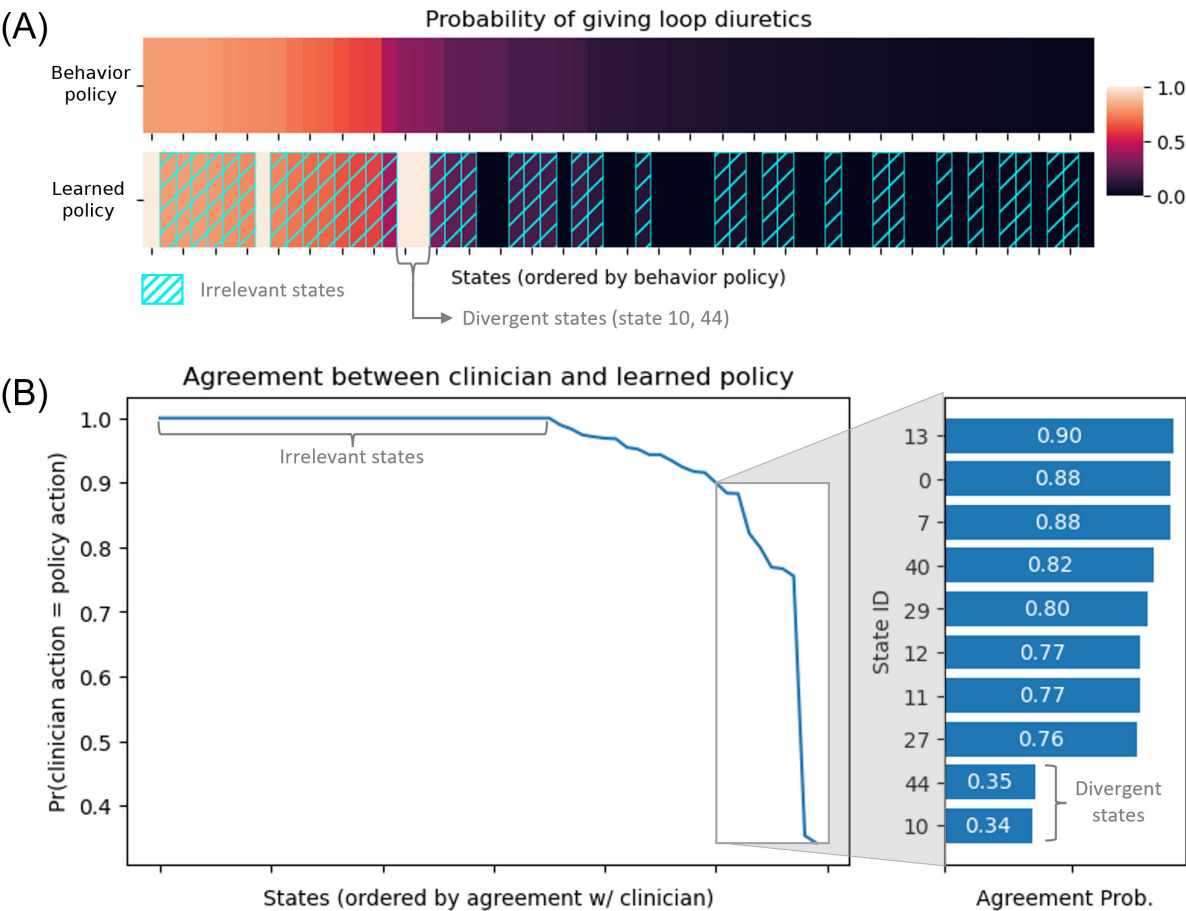 (A)
Probability of giving loop diuretics
Behavior
policy
1.0
0.5
0.0
Learned
policy
States (ordered by behavior policy)
Irrelevant states
Divergent states (state 10, 44)
(B)
Agreement between clinician and learned policy
Pr(clinician action = policy action)
1.0
0.9
0.8
0.7
0.6
0.5
0.4
Irrelevant states
States (ordered by agreement w/ clinician)
State ID
13
0.90
0
0.88
7
0.88
40
0.82
29
0.80
12
0.77
11
0.77
27
0.76
44
0.35
10
0.34
Divergent
states
Agreement Prob.